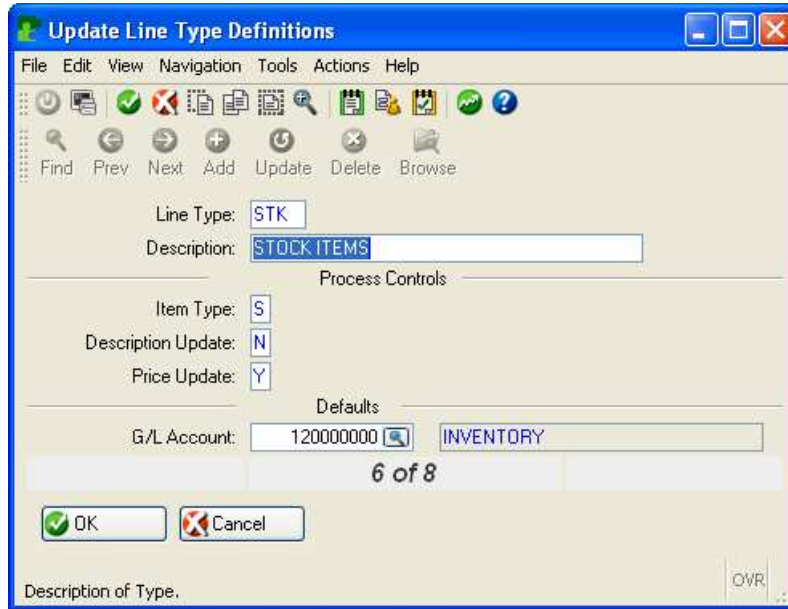 Update Line Type Definitions
File Edit View Navigation Tools Actions Help
Find Prev Next Add Update Delete Browse
Line Type: STK
Description: STOCK ITEMS
Process Controls
Item Type: S
Description Update: N
Price Update: Y
Defaults
G/L Account: 120000000 INVENTORY
6 of 8
OK Cancel
Description of Type. OVR